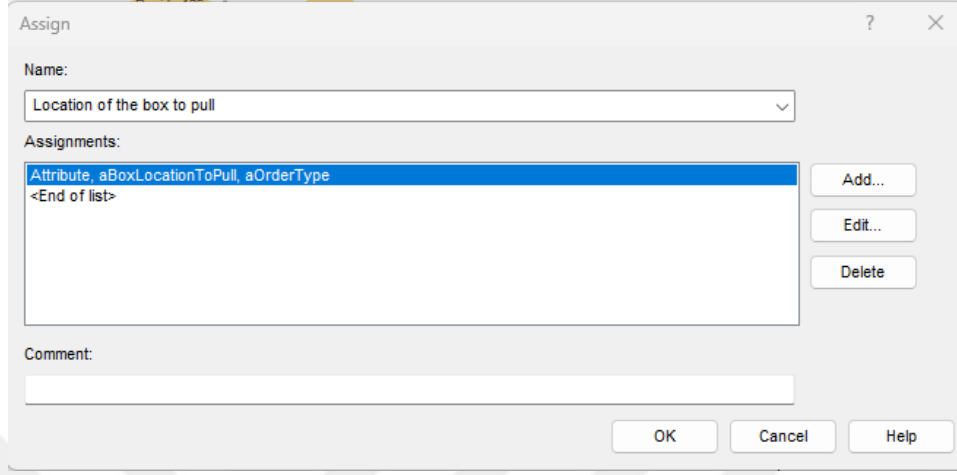 Assign
?
Name:
Location of the box to pull
Assignments:
Attribute, aBoxLocationToPull, aOrderType
<End of list>
Add...
Edit...
Delete
Comment:
OK
Cancel
Help